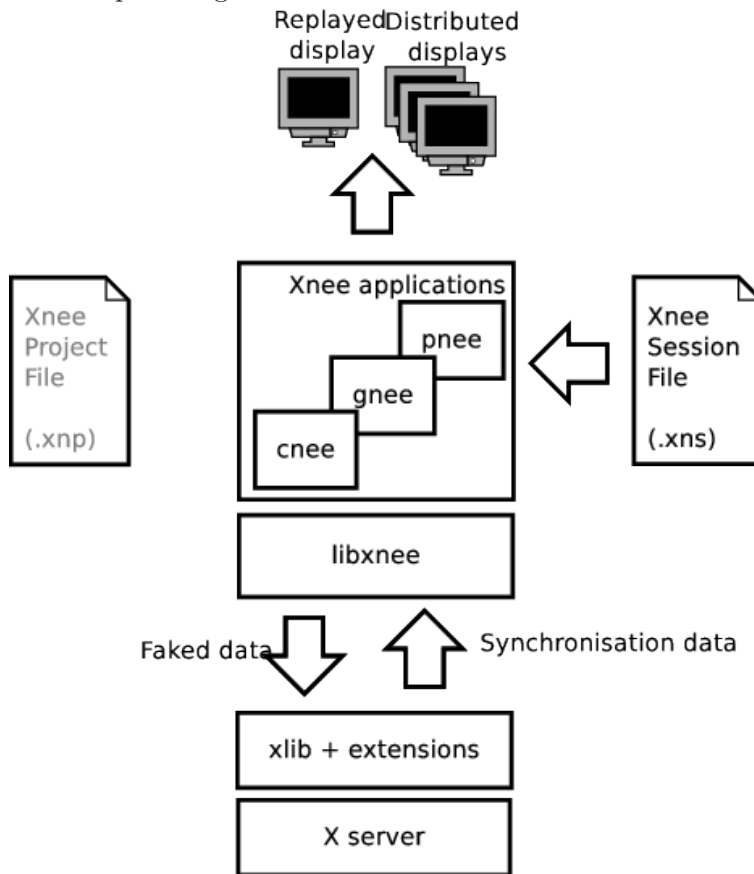 Replayed
display
Distributed
displays
Xnee applications
pnee
gnee
cnee
Xnee
Project
File
(.xnp)
Xnee
Session
File
(.xns)
libxnee
Faked data
Synchronisation data
xlib + extensions
X server